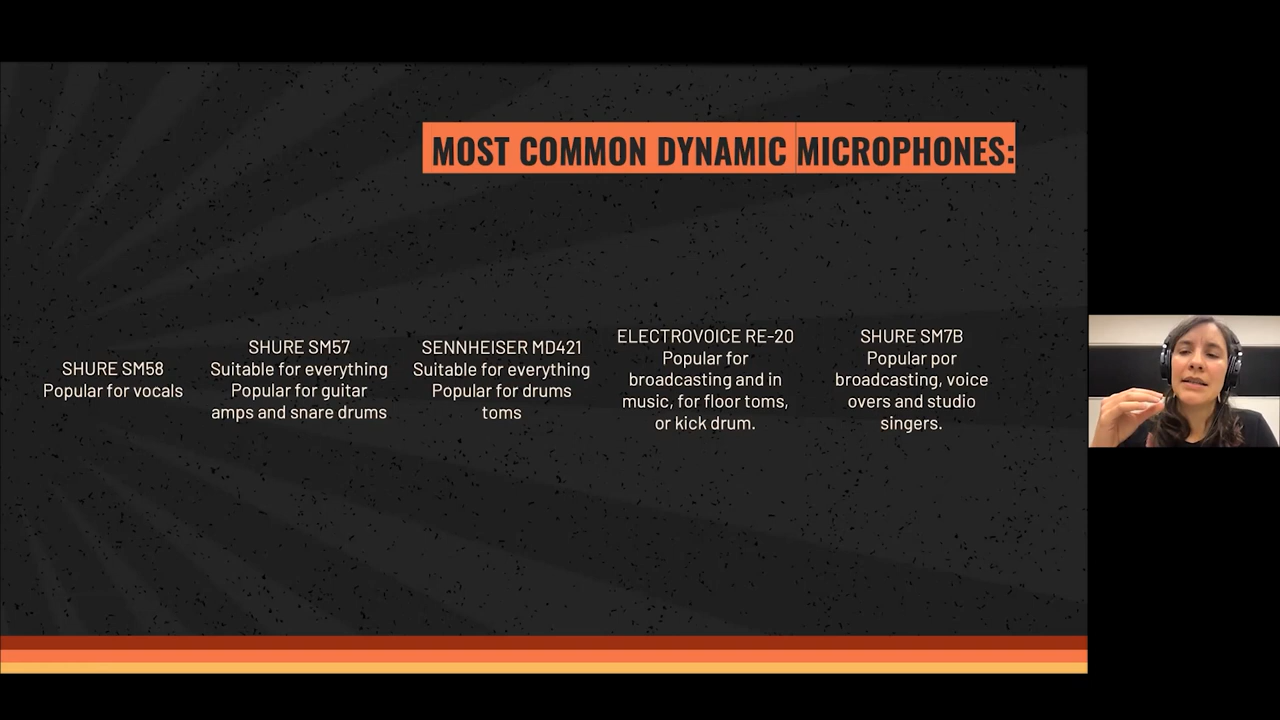 MOST COMMON DYNAMIC MICROPHONES:
SHURE SM58
Popular for vocals
SHURE SM57
Suitable for everything
Popular for guitar
amps and snare drums
SENNHEISER MD421
Suitable for everything
Popular for drums
toms
ELECTROVOICE RE-20
Popular for
broadcasting and in
music, for floor toms,
or kick drum.
SHURE SM7B
Popular por
broadcasting, voice
overs and studio
singers.